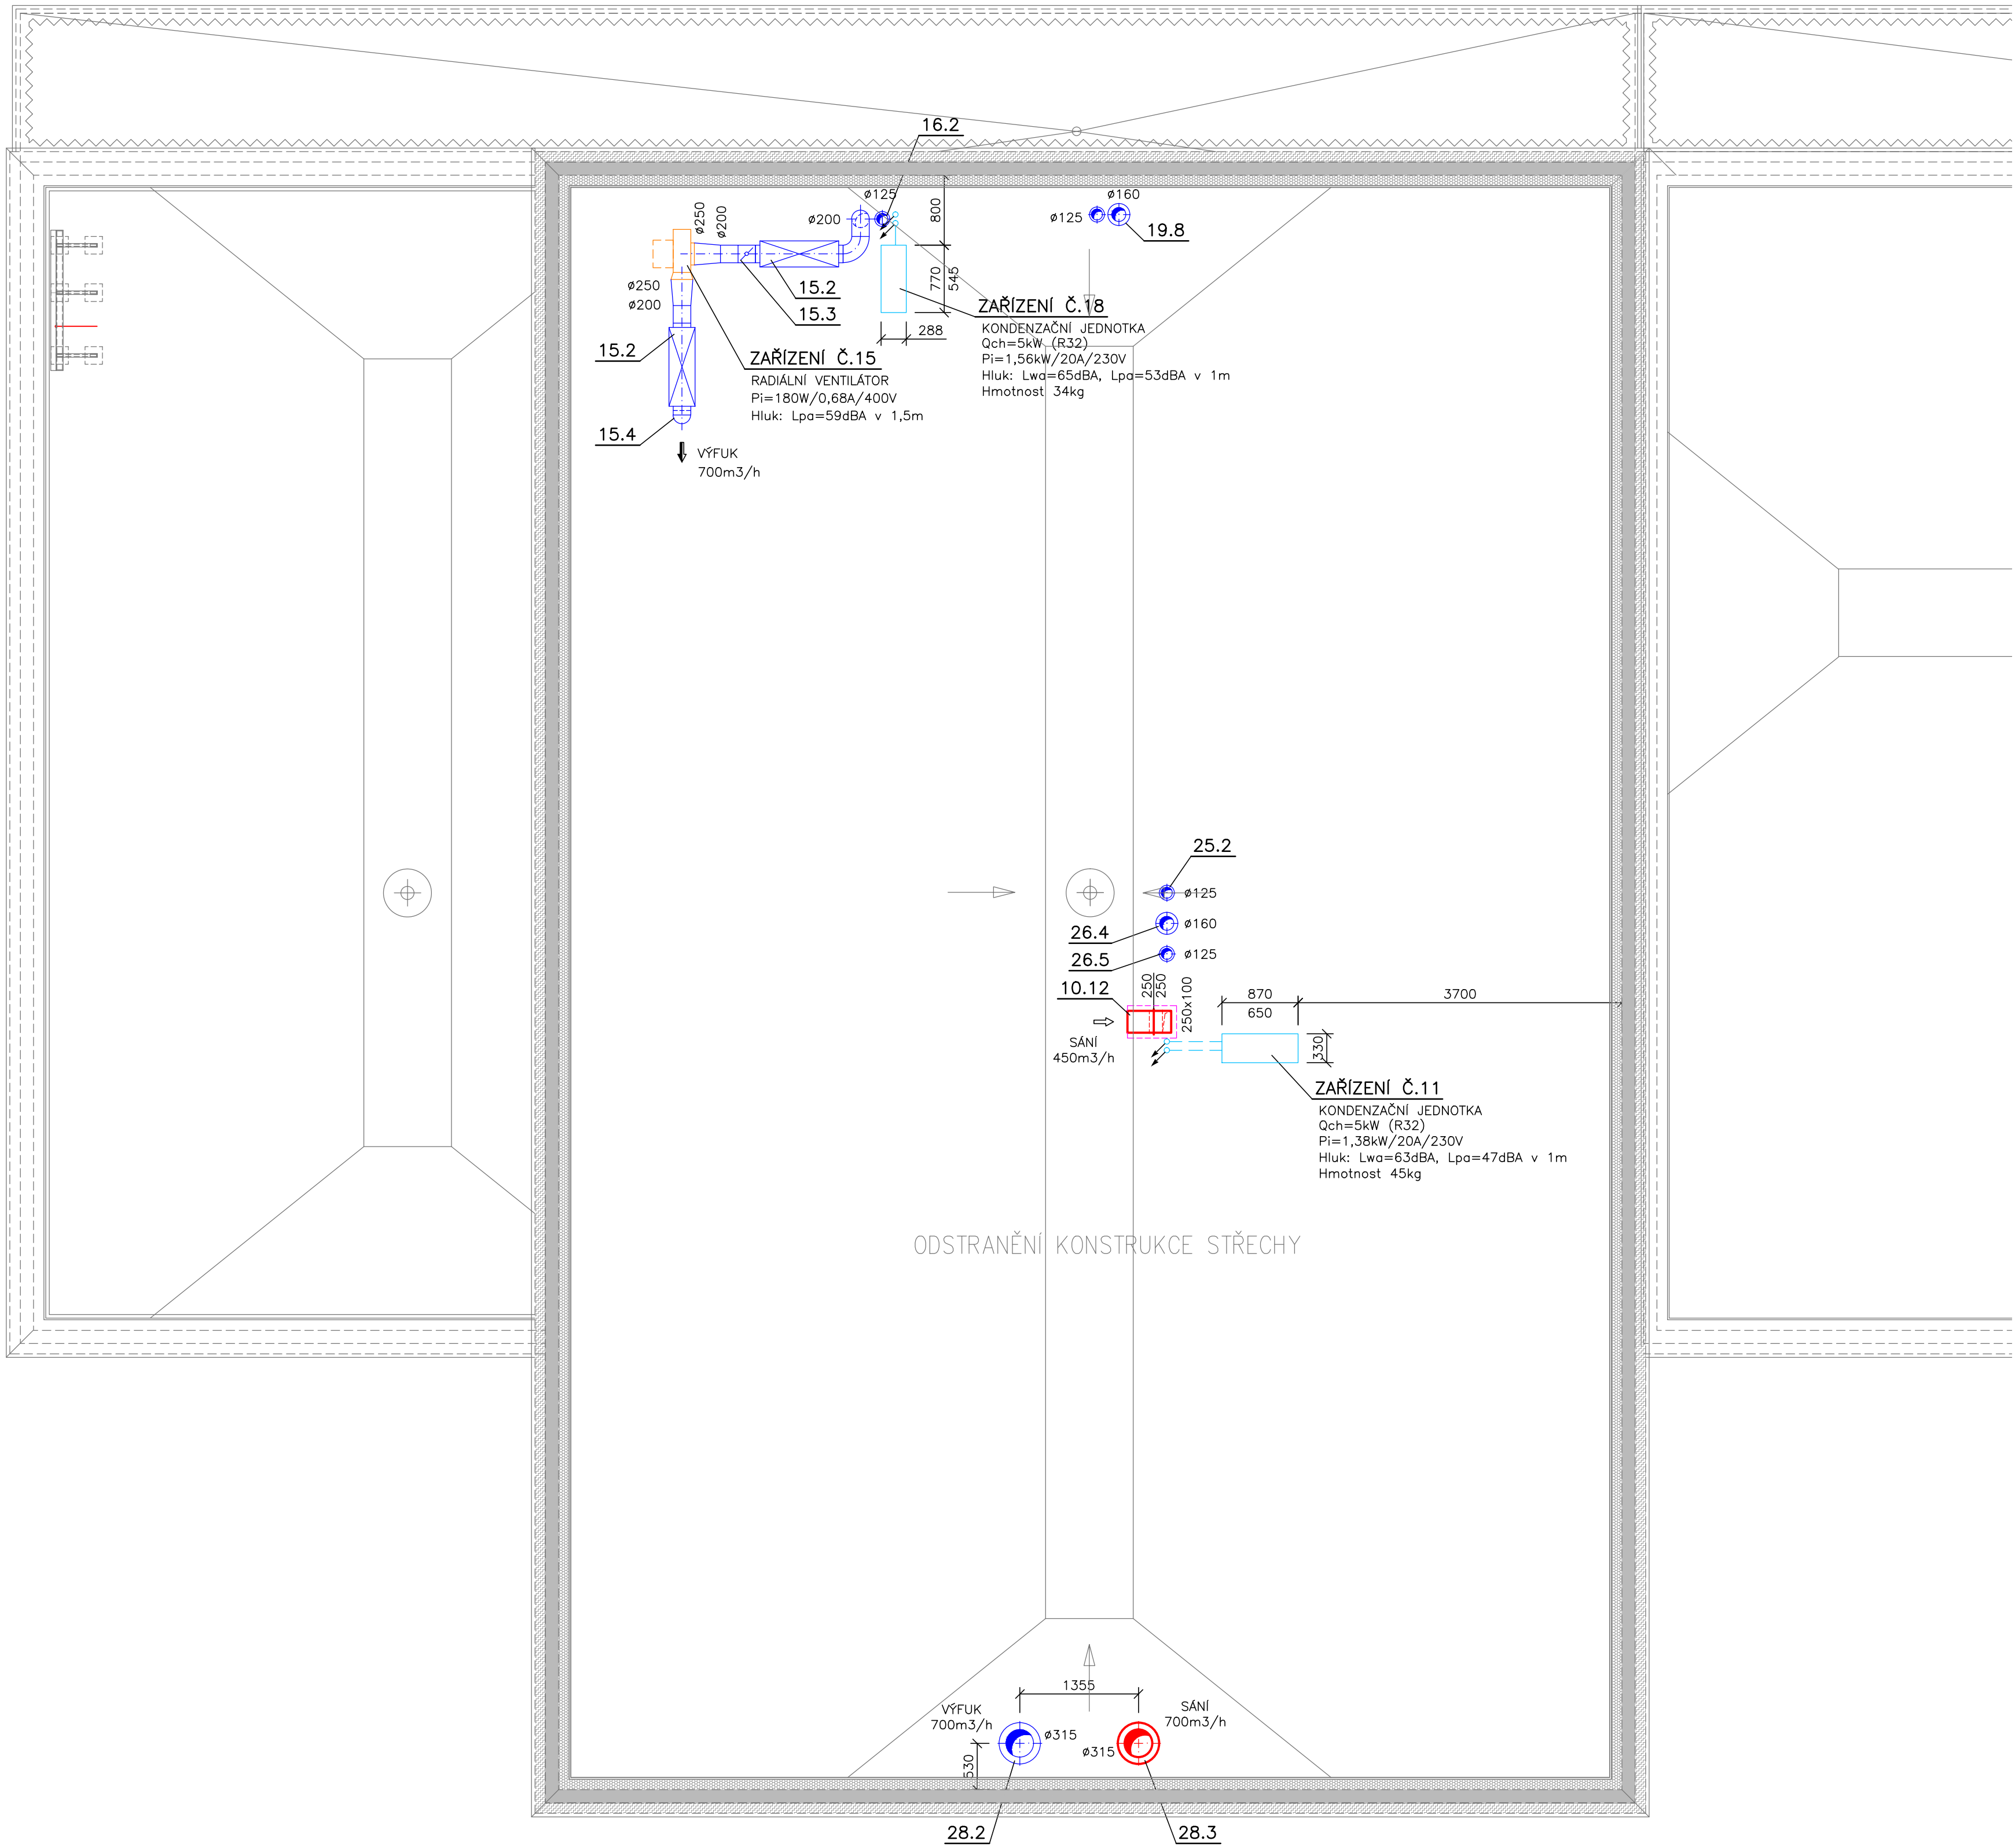 16.2
ø125
ø160
800
ø200
ø125
19.8
ø250
ø200
15.2
15.3
770
545
ø250
ø200
288
ZAŘÍZENÍ Č.18
KONDENZAČNÍ JEDNOTKA
Qch=5kW (R32)
Pi=1,56kW/20A/230V
Hluk: Lwa=65dBA, Lpa=53dBA v 1m
Hmotnost 34kg
15.2
ZAŘÍZENÍ Č.15
RADIÁLNÍ VENTILÁTOR
Pi=180W/0,68A/400V
Hluk: Lpa=59dBA v 1,5m
15.4
VÝFUK
700m3/h
25.2
ø125
26.4
ø160
26.5
ø125
10.12
250
250
250x100
870
650
3700
SÁNÍ
450m3/h
330
ZAŘÍZENÍ Č.11
KONDENZAČNÍ JEDNOTKA
Qch=5kW (R32)
Pi=1,38kW/20A/230V
Hluk: Lwa=63dBA, Lpa=47dBA v 1m
Hmotnost 45kg
ODSTRANĚNÍ KONSTRUKCE STŘECHY
1355
VÝFUK
700m3/h
SÁNÍ
700m3/h
ø315
ø315
530
28.2
28.3